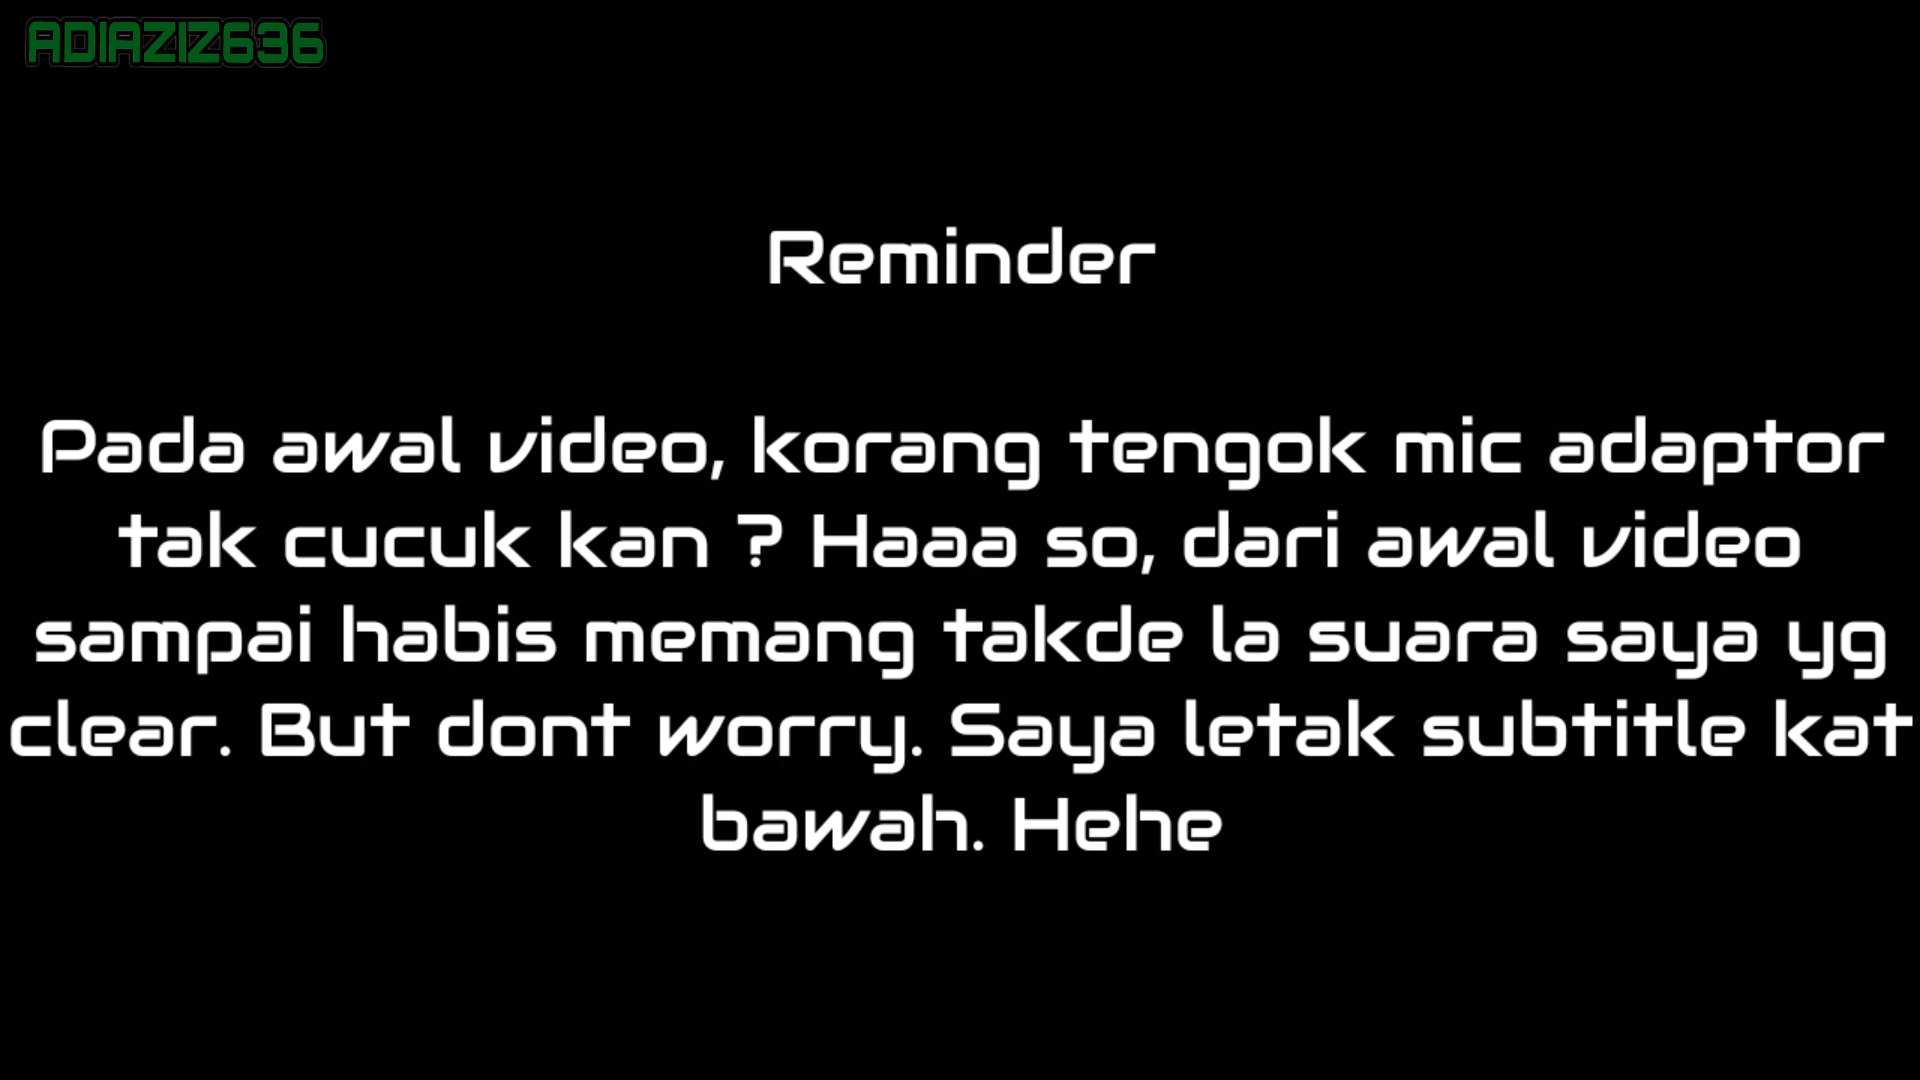 ADIAZIZ636
Reminder
Pada awal video, korang tengok mic adaptor
tak cucuk kan ? Haaa so, dari awal video
sampai habis memang takde la suara saya yg
clear. But dont worry. Saya letak subtitle kat
bawah. Hehe